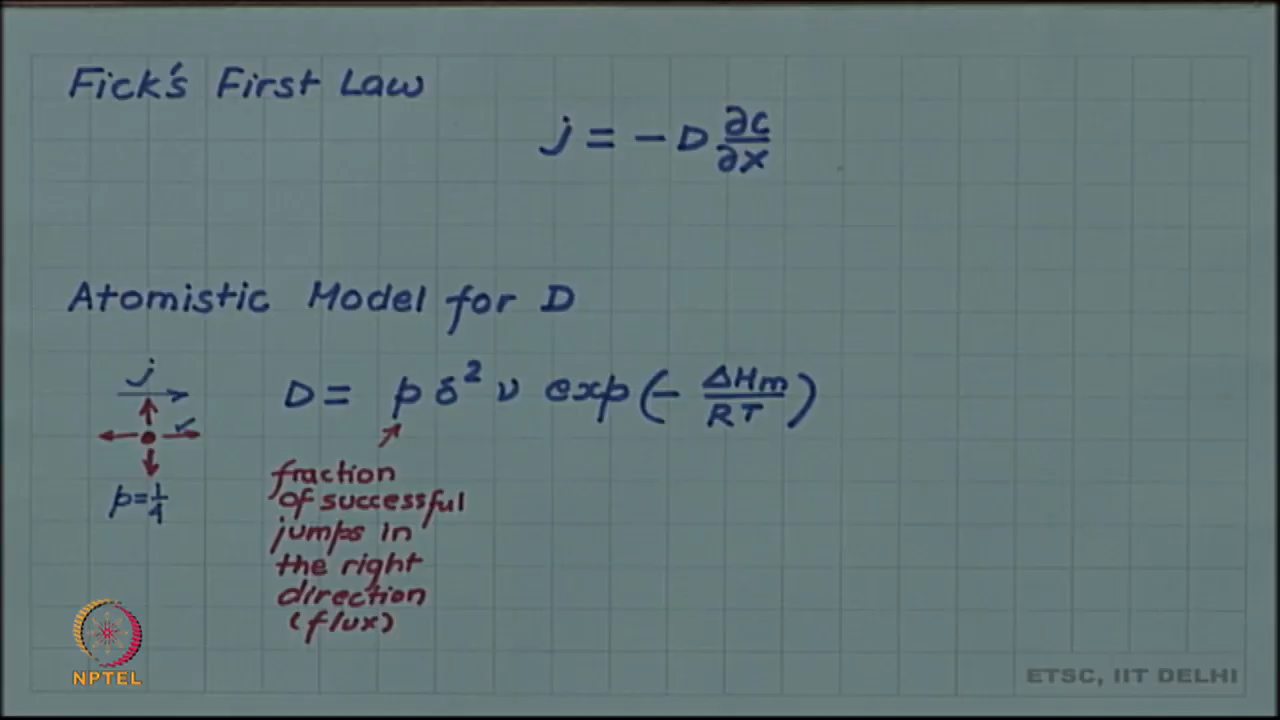 Fick's First Law
j = - D ∂c/∂x
Atomistic Model for D
j
D = p δ² ν exp(- ΔHm/RT)
p=1/4
fraction
of successful
jumps in
the right
direction
(flux)
NPTEL
ETSC, IIT DELHI